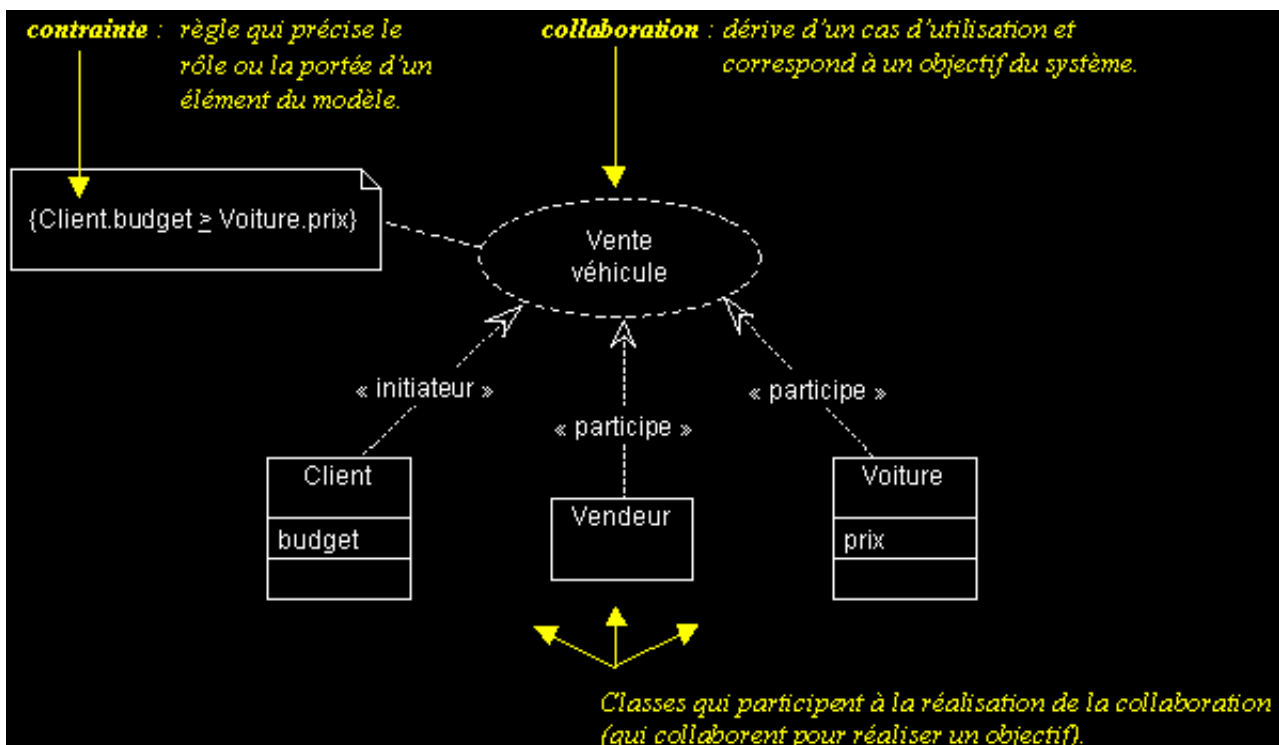 contrainte : règle qui précise le
rôle ou la portée d'un
élément du modèle.
collaboration : dérive d'un cas d'utilisation et
correspond à un objectif du système.
{Client.budget ≥ Voiture.prix}
Vente
véhicule
« initiateur »
« participe »
« participe »
Client
budget
Vendeur
Voiture
prix
Classes qui participent à la réalisation de la collaboration
(qui collaborent pour réaliser un objectif).